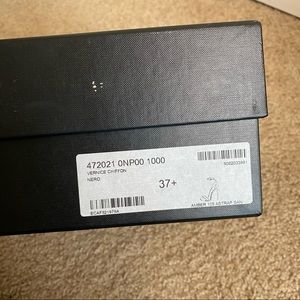 472021 0NP00 1000
VERNICE CHIFFON
NERO
37+
AMBER 105 ASTRAP SAN.